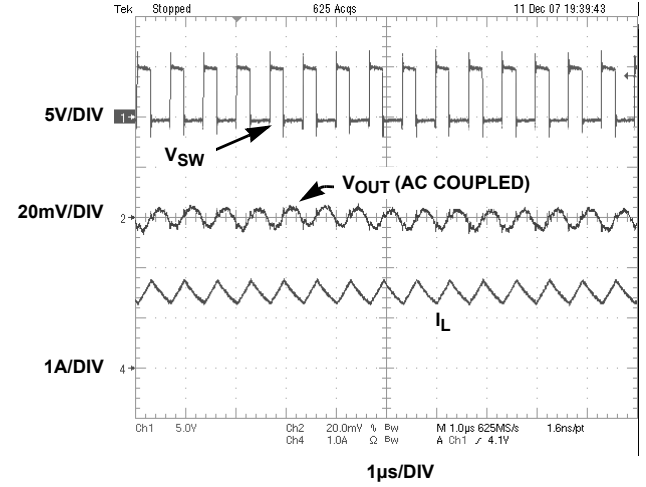 Tek Stopped 625 Acqs 11 Dec 07 19:39:43
5V/DIV 1
VSW
VOUT (AC COUPLED)
20mV/DIV 2
IL
1A/DIV 4
Ch1 5.0V Ch2 20.0mV Bw M 1.0µs 625MS/s 1.6ns/pt
Ch4 1.0A Ω Bw A Ch1 4.1V
1µs/DIV